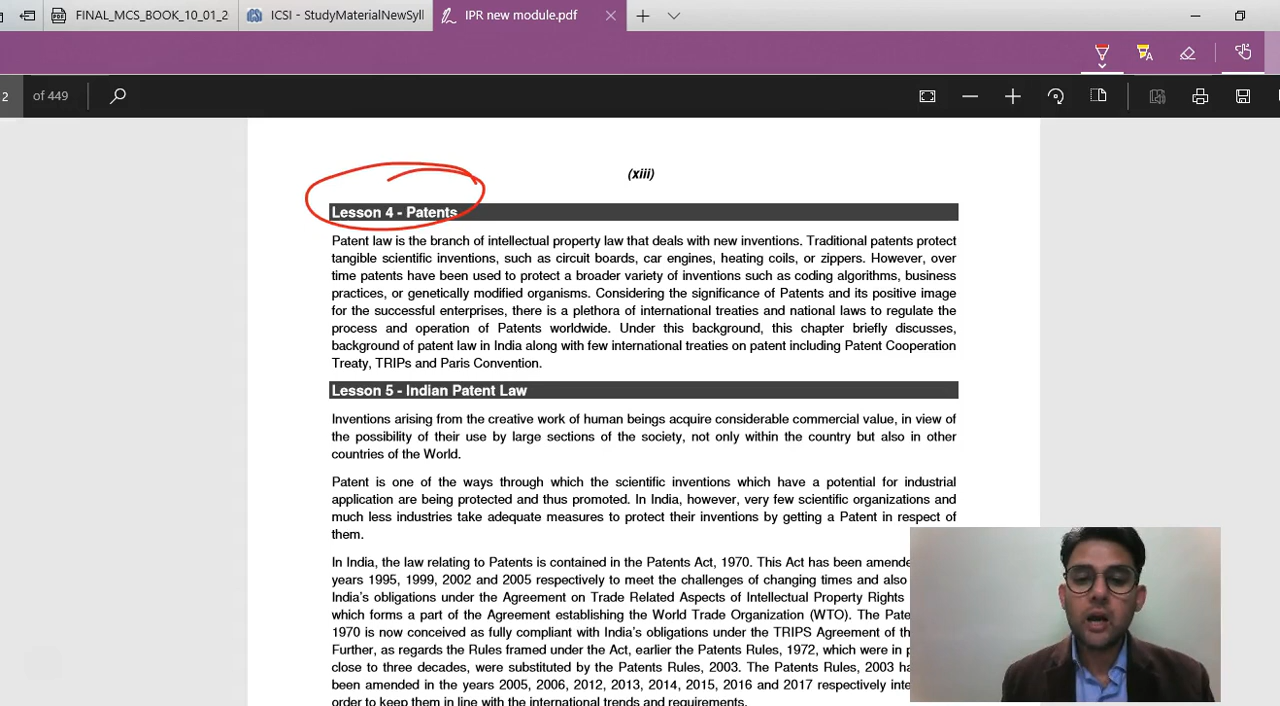 FINAL_MCS_BOOK_10_01_2
ICSI - StudyMaterialNewSyll
IPR new module.pdf
2
of 449
(xiii)
Lesson 4 - Patents
Patent law is the branch of intellectual property law that deals with new inventions. Traditional patents protect
tangible scientific inventions, such as circuit boards, car engines, heating coils, or zippers. However, over
time patents have been used to protect a broader variety of inventions such as coding algorithms, business
practices, or genetically modified organisms. Considering the significance of Patents and its positive image
for the successful enterprises, there is a plethora of international treaties and national laws to regulate the
process and operation of Patents worldwide. Under this background, this chapter briefly discusses,
background of patent law in India along with few international treaties on patent including Patent Cooperation
Treaty, TRIPs and Paris Convention.
Lesson 5 - Indian Patent Law
Inventions arising from the creative work of human beings acquire considerable commercial value, in view of
the possibility of their use by large sections of the society, not only within the country but also in other
countries of the World.
Patent is one of the ways through which the scientific inventions which have a potential for industrial
application are being protected and thus promoted. In India, however, very few scientific organizations and
much less industries take adequate measures to protect their inventions by getting a Patent in respect of
them.
In India, the law relating to Patents is contained in the Patents Act, 1970. This Act has been amende
years 1995, 1999, 2002 and 2005 respectively to meet the challenges of changing times and also
India's obligations under the Agreement on Trade Related Aspects of Intellectual Property Rights
which forms a part of the Agreement establishing the World Trade Organization (WTO). The Pate
1970 is now conceived as fully compliant with India's obligations under the TRIPS Agreement of th
Further, as regards the Rules framed under the Act, earlier the Patents Rules, 1972, which were in p
close to three decades, were substituted by the Patents Rules, 2003. The Patents Rules, 2003 ha
been amended in the years 2005, 2006, 2012, 2013, 2014, 2015, 2016 and 2017 respectively inte
order to keep them in line with the international trends and requirements.